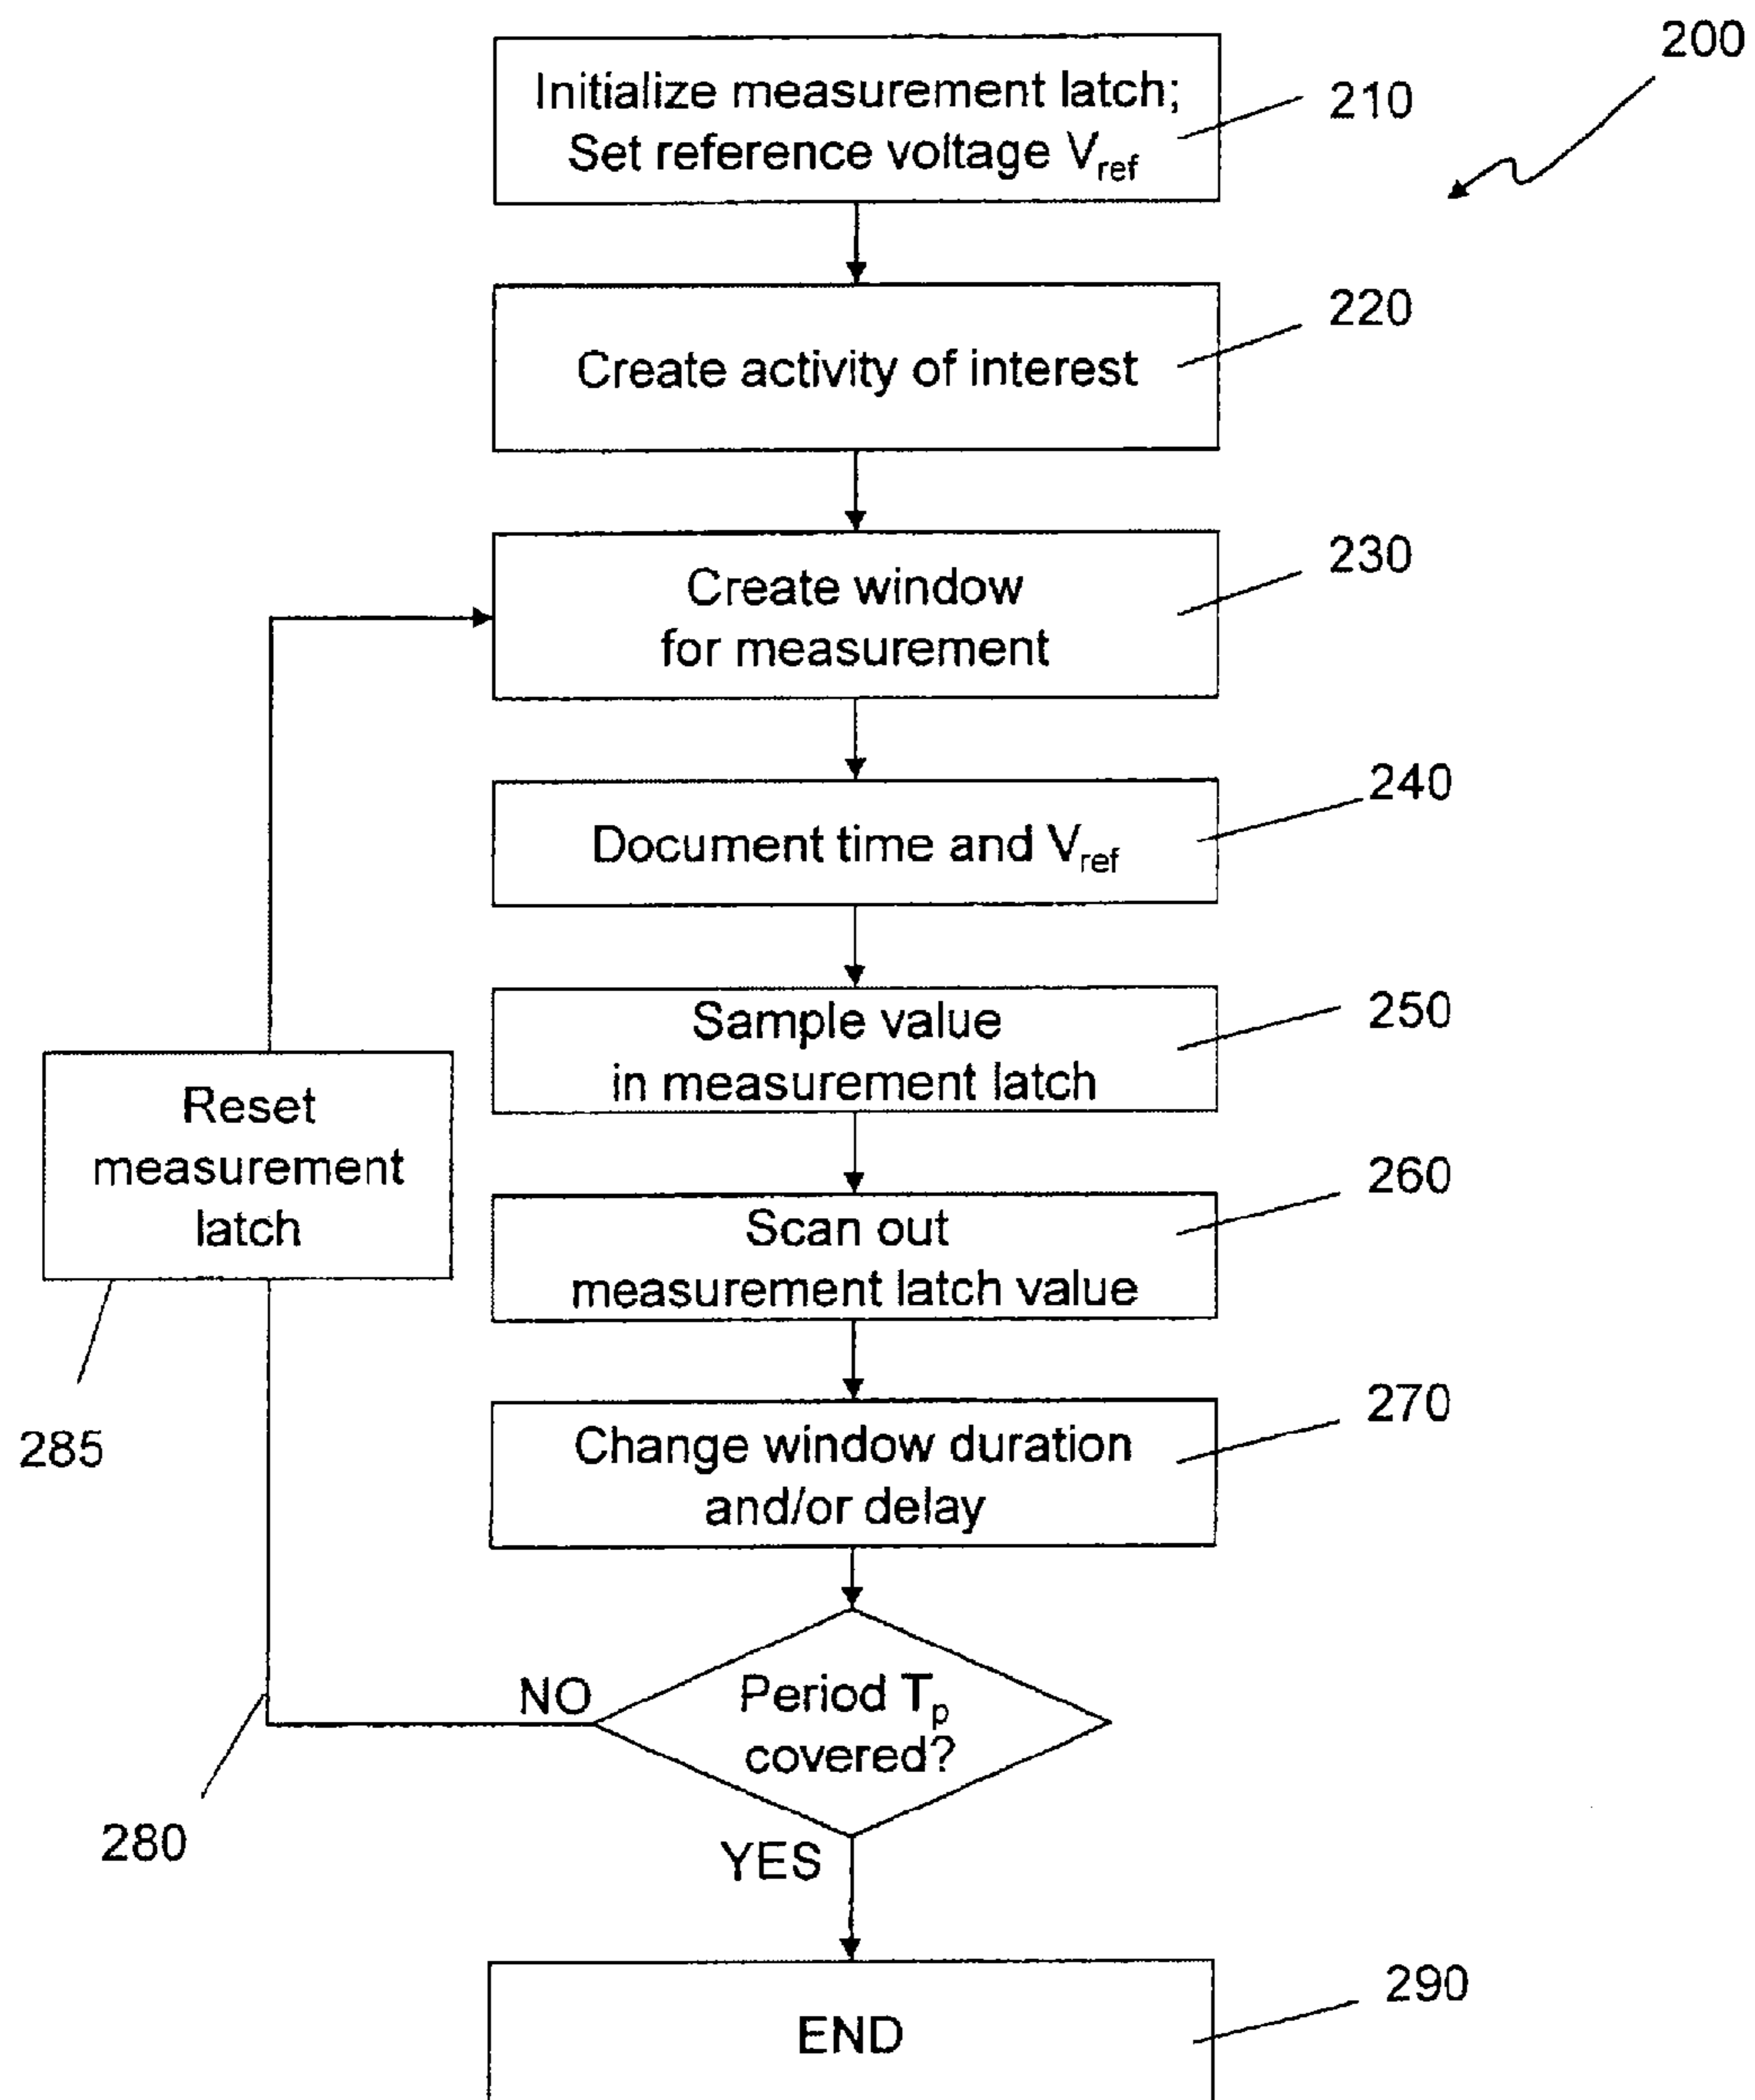 200
Initialize measurement latch;
Set reference voltage Vref
210
Create activity of interest
220
Create window
for measurement
230
Document time and Vref
240
Sample value
in measurement latch
250
Reset
measurement
latch
285
Scan out
measurement latch value
260
Change window duration
and/or delay
270
Period Tp
covered?
NO
280
YES
END
290